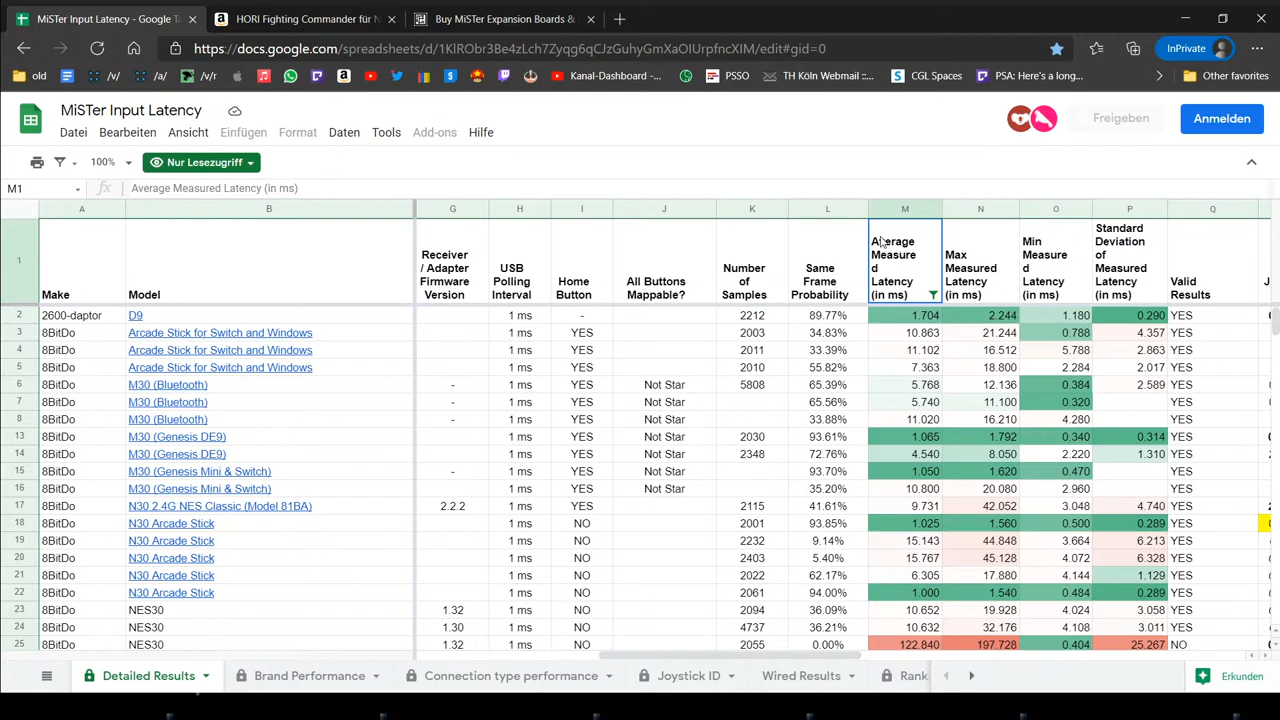 MiSTer Input Latency - Google Ta
HORI Fighting Commander für N
Buy MiSTer Expansion Boards &
https://docs.google.com/spreadsheets/d/1KlRObr3Be4zLch7Zyqg6qCJzGuhyGmXaOIUrpfncXIM/edit#gid=0
InPrivate
old
/v/
/a/
/v/r
Kanal-Dashboard -...
PSSO
TH Köln Webmail ::...
CGL Spaces
PSA: Here's a long...
Other favorites
MiSTer Input Latency
Datei Bearbeiten Ansicht Einfügen Format Daten Tools Add-ons Hilfe
Freigeben
Anmelden
100%
Nur Lesezugriff
M1
fx
Average Measured Latency (in ms)
A B G H I J K L M N O P Q
1
Make
Model
Receiver / Adapter Firmware Version
USB Polling Interval
Home Button
All Buttons Mappable?
Number of Samples
Same Frame Probability
Average Measured Latency (in ms)
Max Measured Latency (in ms)
Min Measured Latency (in ms)
Standard Deviation of Measured Latency (in ms)
Valid Results
2 2600-daptor D9 1 ms - 2212 89.77% 1.704 2.244 1.180 0.290 YES
3 8BitDo Arcade Stick for Switch and Windows 1 ms YES 2003 34.83% 10.863 21.244 0.788 4.357 YES
4 8BitDo Arcade Stick for Switch and Windows 1 ms YES 2011 33.39% 11.102 16.512 5.788 2.863 YES
5 8BitDo Arcade Stick for Switch and Windows 1 ms YES 2010 55.82% 7.363 18.800 2.284 2.017 YES
6 8BitDo M30 (Bluetooth) - 1 ms YES Not Star 5808 65.39% 5.768 12.136 0.384 2.589 YES
7 8BitDo M30 (Bluetooth) - 1 ms YES Not Star 65.56% 5.740 11.100 0.320 YES
8 8BitDo M30 (Bluetooth) - 1 ms YES Not Star 33.88% 11.020 16.210 4.280 YES
13 8BitDo M30 (Genesis DE9) 1 ms YES Not Star 2030 93.61% 1.065 1.792 0.340 0.314 YES
14 8BitDo M30 (Genesis DE9) 1 ms YES Not Star 2348 72.76% 4.540 8.050 2.220 1.310 YES
15 8BitDo M30 (Genesis Mini & Switch) - 1 ms YES Not Star 93.70% 1.050 1.620 0.470 YES
16 8BitDo M30 (Genesis Mini & Switch) 1 ms YES Not Star 35.20% 10.800 20.080 2.960 YES
17 8BitDo N30 2.4G NES Classic (Model 81BA) 2.2.2 1 ms YES 2115 41.61% 9.731 42.052 3.048 4.740 YES
18 8BitDo N30 Arcade Stick 1 ms NO 2001 93.85% 1.025 1.560 0.500 0.289 YES
19 8BitDo N30 Arcade Stick 1 ms NO 2232 9.14% 15.143 44.848 3.664 6.213 YES
20 8BitDo N30 Arcade Stick 1 ms NO 2403 5.40% 15.767 45.128 4.072 6.328 YES
21 8BitDo N30 Arcade Stick 1 ms NO 2022 62.17% 6.305 17.880 4.144 1.129 YES
22 8BitDo N30 Arcade Stick 1 ms NO 2061 94.00% 1.000 1.540 0.484 0.289 YES
23 8BitDo NES30 1.32 1 ms NO 2094 36.09% 10.652 19.928 4.024 3.058 YES
24 8BitDo NES30 1.30 1 ms NO 4737 36.21% 10.632 32.176 4.108 3.011 YES
25 8BitDo NES30 1 ms NO 2055 0.00% 122.840 197.728 0.404 25.267 NO
Detailed Results
Brand Performance
Connection type performance
Joystick ID
Wired Results
Rank
Erkunden